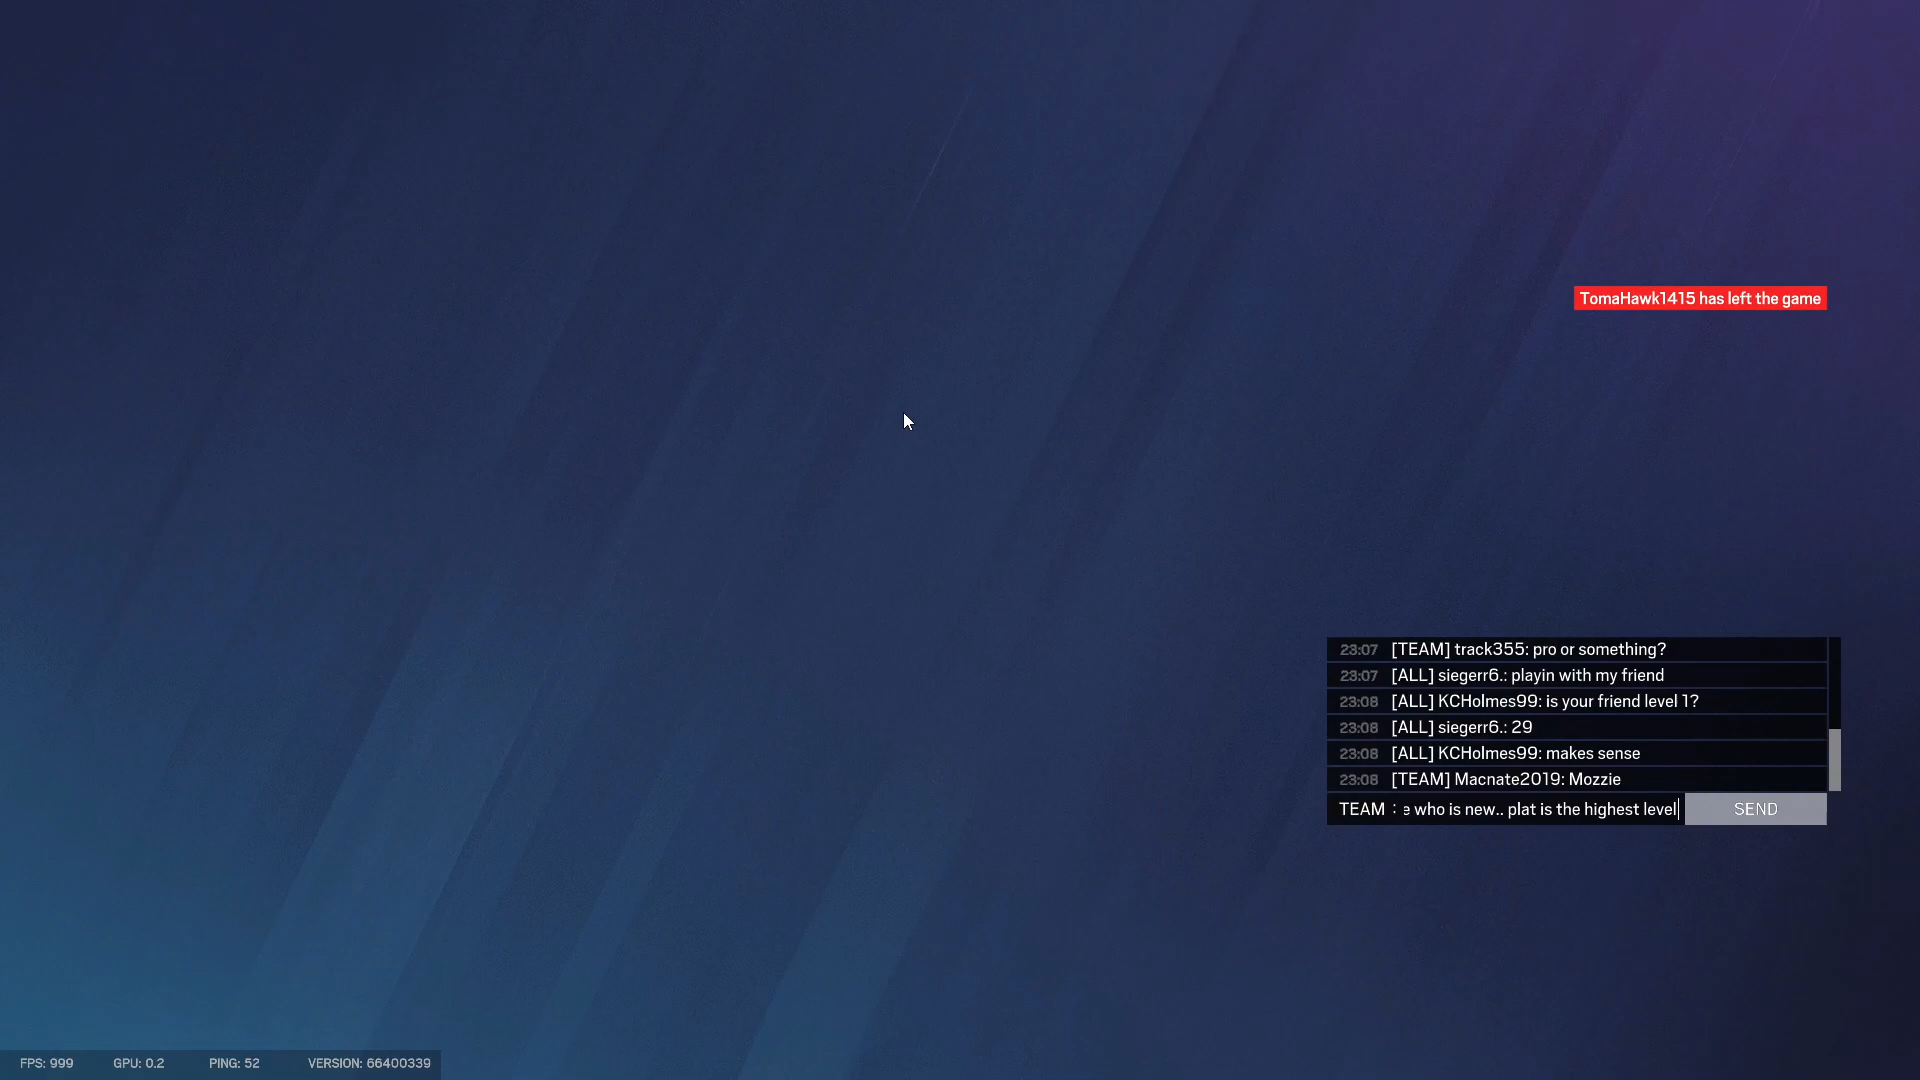 TomaHawk1415 has left the game
23:07 [TEAM] track355: pro or something?
23:07 [ALL] siegerr6.: playin with my friend
23:08 [ALL] KCHolmes99: is your friend level 1?
23:08 [ALL] siegerr6.: 29
23:08 [ALL] KCHolmes99: makes sense
23:08 [TEAM] Macnate2019: Mozzie
TEAM : e who is new.. plat is the highest level SEND
FPS: 999 GPU: 0.2 PING: 52 VERSION: 66400339